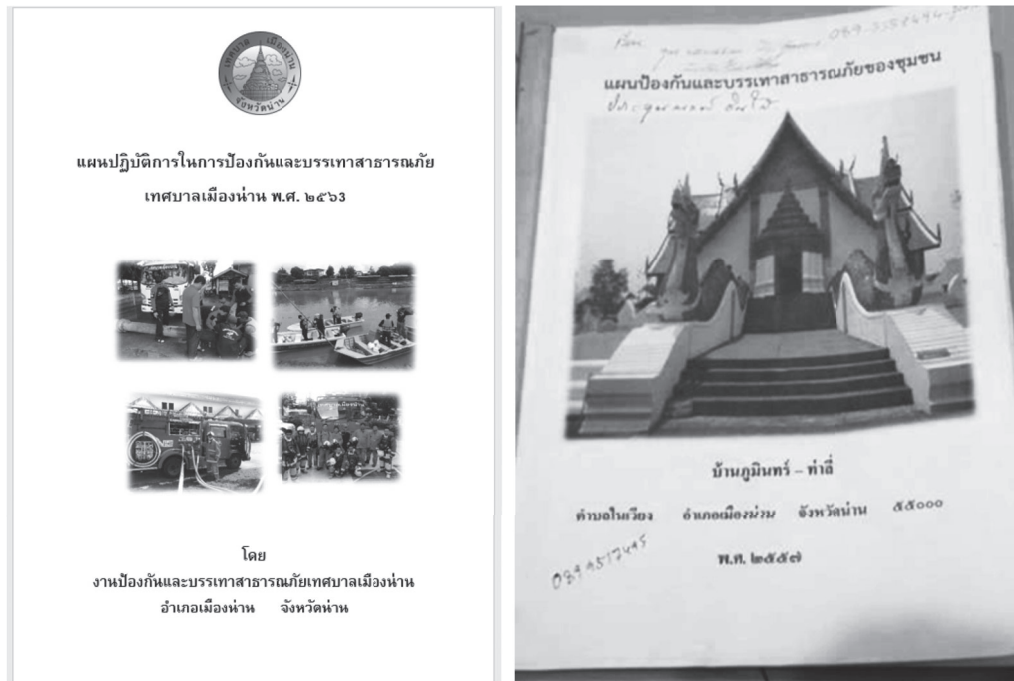 เทศบาล เมืองน่าน
จังหวัดน่าน
แผนปฏิบัติการในการป้องกันและบรรเทาสาธารณภัย
เทศบาลเมืองน่าน พ.ศ. ๒๕๖3
โดย
งานป้องกันและบรรเทาสาธารณภัยเทศบาลเมืองน่าน
อำเภอเมืองน่าน จังหวัดน่าน
แผนป้องกันและบรรเทาสาธารณภัยของชุมชน
บ้านภูมินทร์ – ท่าลี่
ตำบลในเวียง อำเภอเมืองน่าน จังหวัดน่าน ๕๕๐๐๐
พ.ศ. ๒๕๕๗